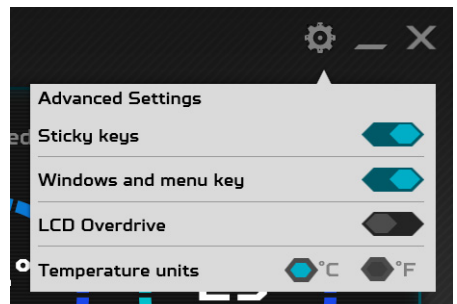 Advanced Settings
Sticky keys
Windows and menu key
LCD Overdrive
Temperature units °C °F